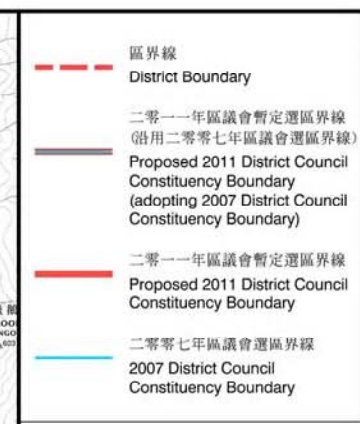 區界線
District Boundary
二零一一年區議會暫定選區界線
(沿用二零零七年區議會選區界線)
Proposed 2011 District Council
Constituency Boundary
(adopting 2007 District Council
Constituency Boundary)
二零一一年區議會暫定選區界線
Proposed 2011 District Council
Constituency Boundary
二零零七年區議會選區界線
2007 District Council
Constituency Boundary